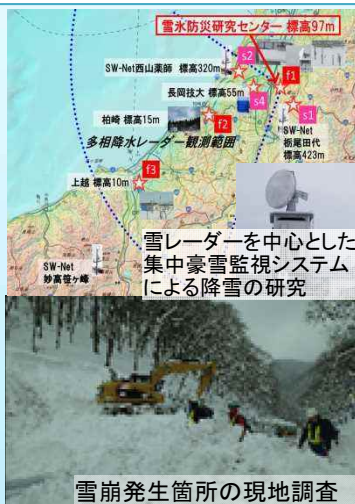 雪氷防災研究センター 標高97m
s2
f1
SW-Net西山薬師 標高320m
長岡技大 標高55m
s4
s1
柏崎 標高15m
f2
SW-Net
栃尾田代
標高423m
多相降水レーダー観測範囲
f3
上越 標高10m
SW-Net
妙高笹ヶ峰
雪レーダーを中心とした
集中豪雪監視システム
による降雪の研究
雪崩発生箇所の現地調査